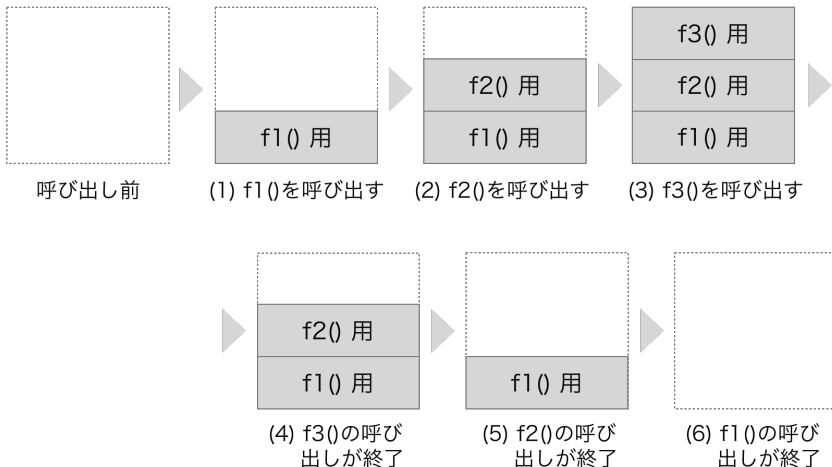 f1() 用
f2() 用
f1() 用
f3() 用
f2() 用
f1() 用
呼び出し前
(1) f1()を呼び出す
(2) f2()を呼び出す
(3) f3()を呼び出す
f2() 用
f1() 用
f1() 用
(4) f3()の呼び
出しが終了
(5) f2()の呼び
出しが終了
(6) f1()の呼び
出しが終了